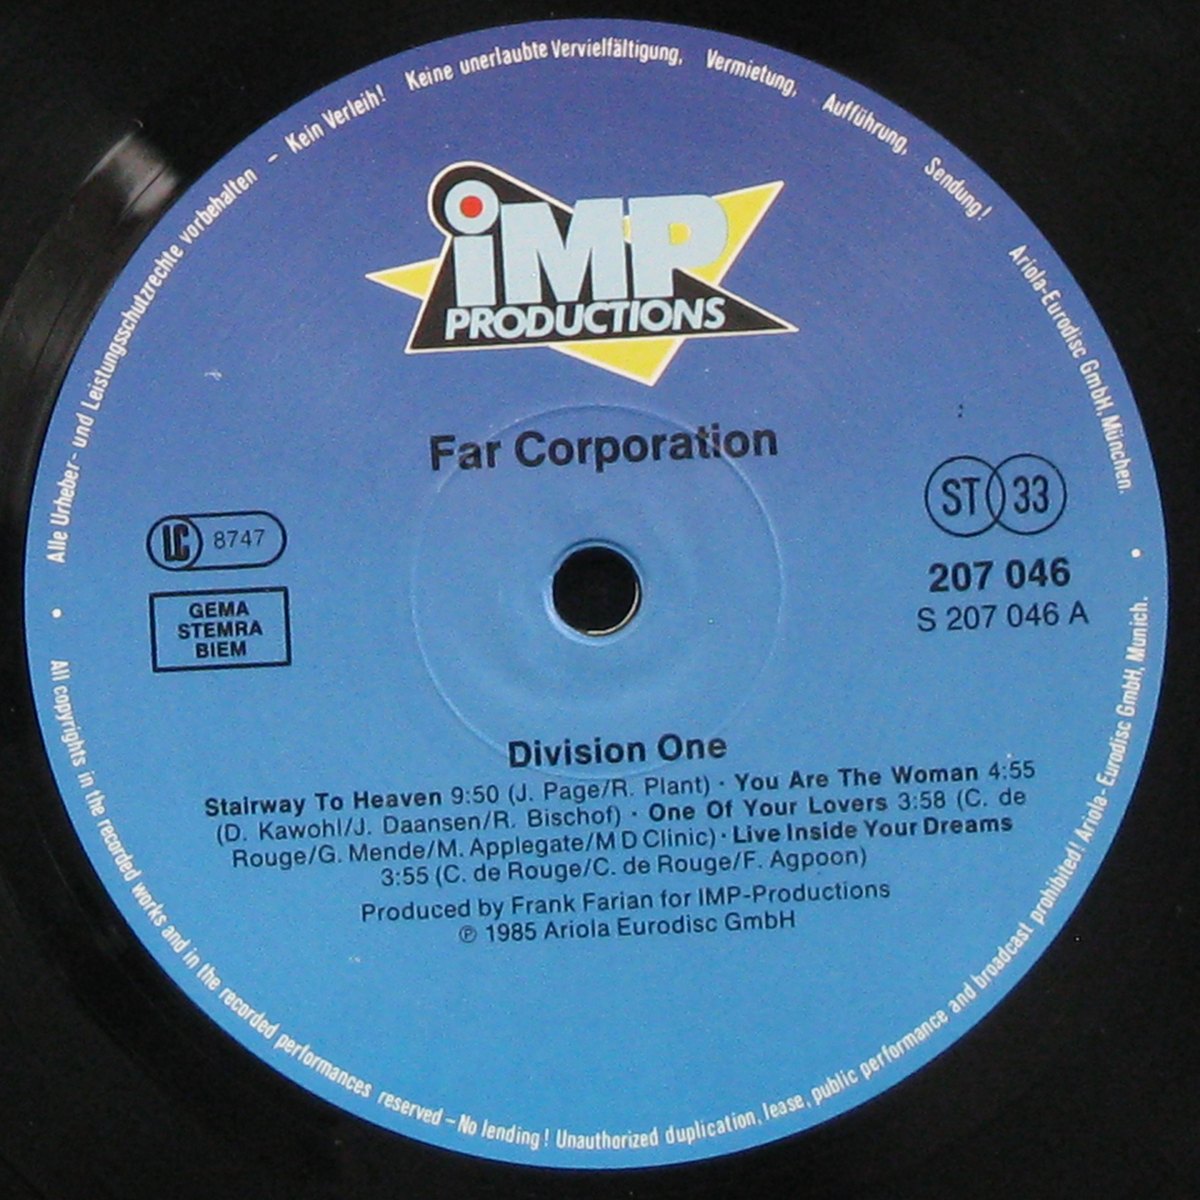 Alle Urheber- und Leistungsschutzrechte vorbehalten – Kein Verleih! Keine unerlaubte Vervielfältigung, Vermietung, Aufführung, Sendung! Ariola-Eurodisc GmbH, München.
iMP
PRODUCTIONS
Far Corporation
LC 8747
GEMA
STEMRA
BIEM
ST 33
207 046
S 207 046 A
Division One
Stairway To Heaven 9:50 (J. Page/R. Plant) · You Are The Woman 4:55
(D. Kawohl/J. Daansen/R. Bischof) · One Of Your Lovers 3:58 (C. de
Rouge/G. Mende/M. Applegate/M D Clinic) · Live Inside Your Dreams
3:55 (C. de Rouge/C. de Rouge/F. Agpoon)
Produced by Frank Farian for IMP-Productions
℗ 1985 Ariola Eurodisc GmbH
All copyrights in the recorded works and in the recorded performances reserved – No lending! Unauthorized duplication, lease, public performance and broadcast prohibited! Ariola-Eurodisc GmbH, Munich.